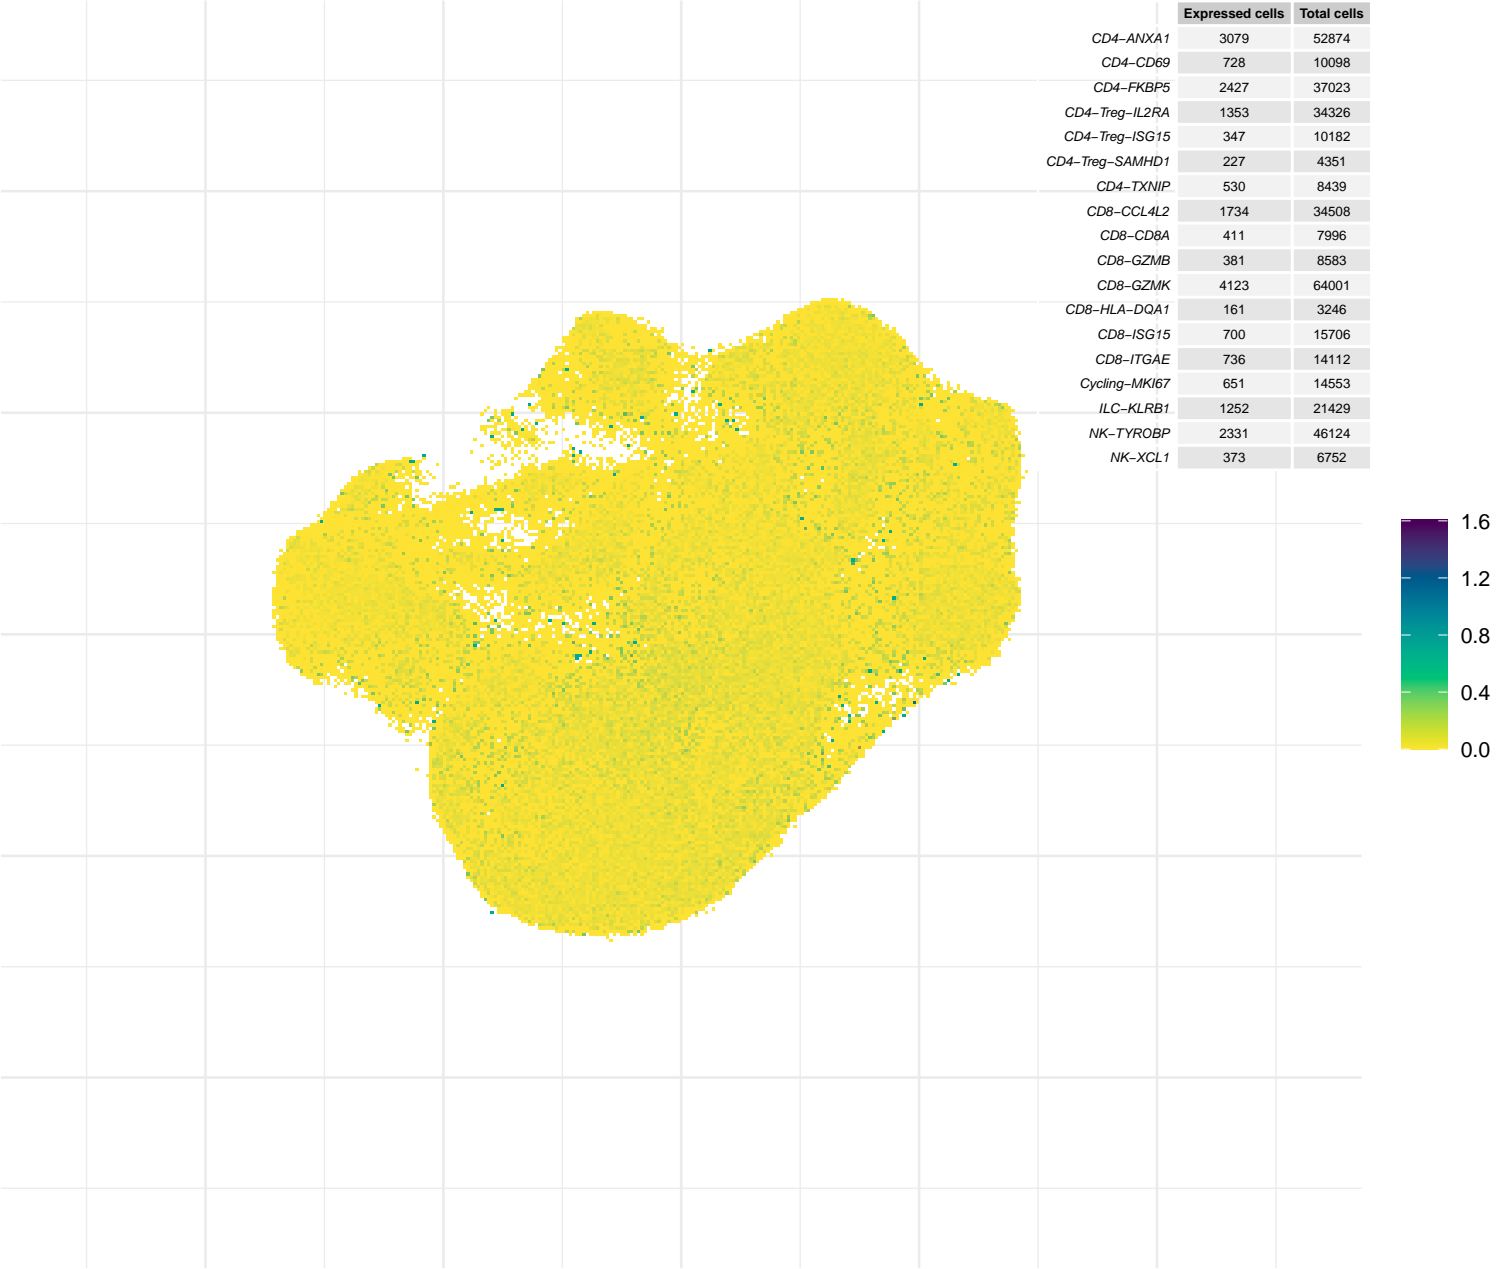 Expressed cells Total cells
CD4−ANXA1 3079 52874
CD4−CD69 728 10098
CD4−FKBP5 2427 37023
CD4−Treg−IL2RA 1353 34326
CD4−Treg−ISG15 347 10182
CD4−Treg−SAMHD1 227 4351
CD4−TXNIP 530 8439
CD8−CCL4L2 1734 34508
CD8−CD8A 411 7996
CD8−GZMB 381 8583
CD8−GZMK 4123 64001
CD8−HLA−DQA1 161 3246
CD8−ISG15 700 15706
CD8−ITGAE 736 14112
Cycling−MKI67 651 14553
ILC−KLRB1 1252 21429
NK−TYROBP 2331 46124
NK−XCL1 373 6752
1.6
1.2
0.8
0.4
0.0